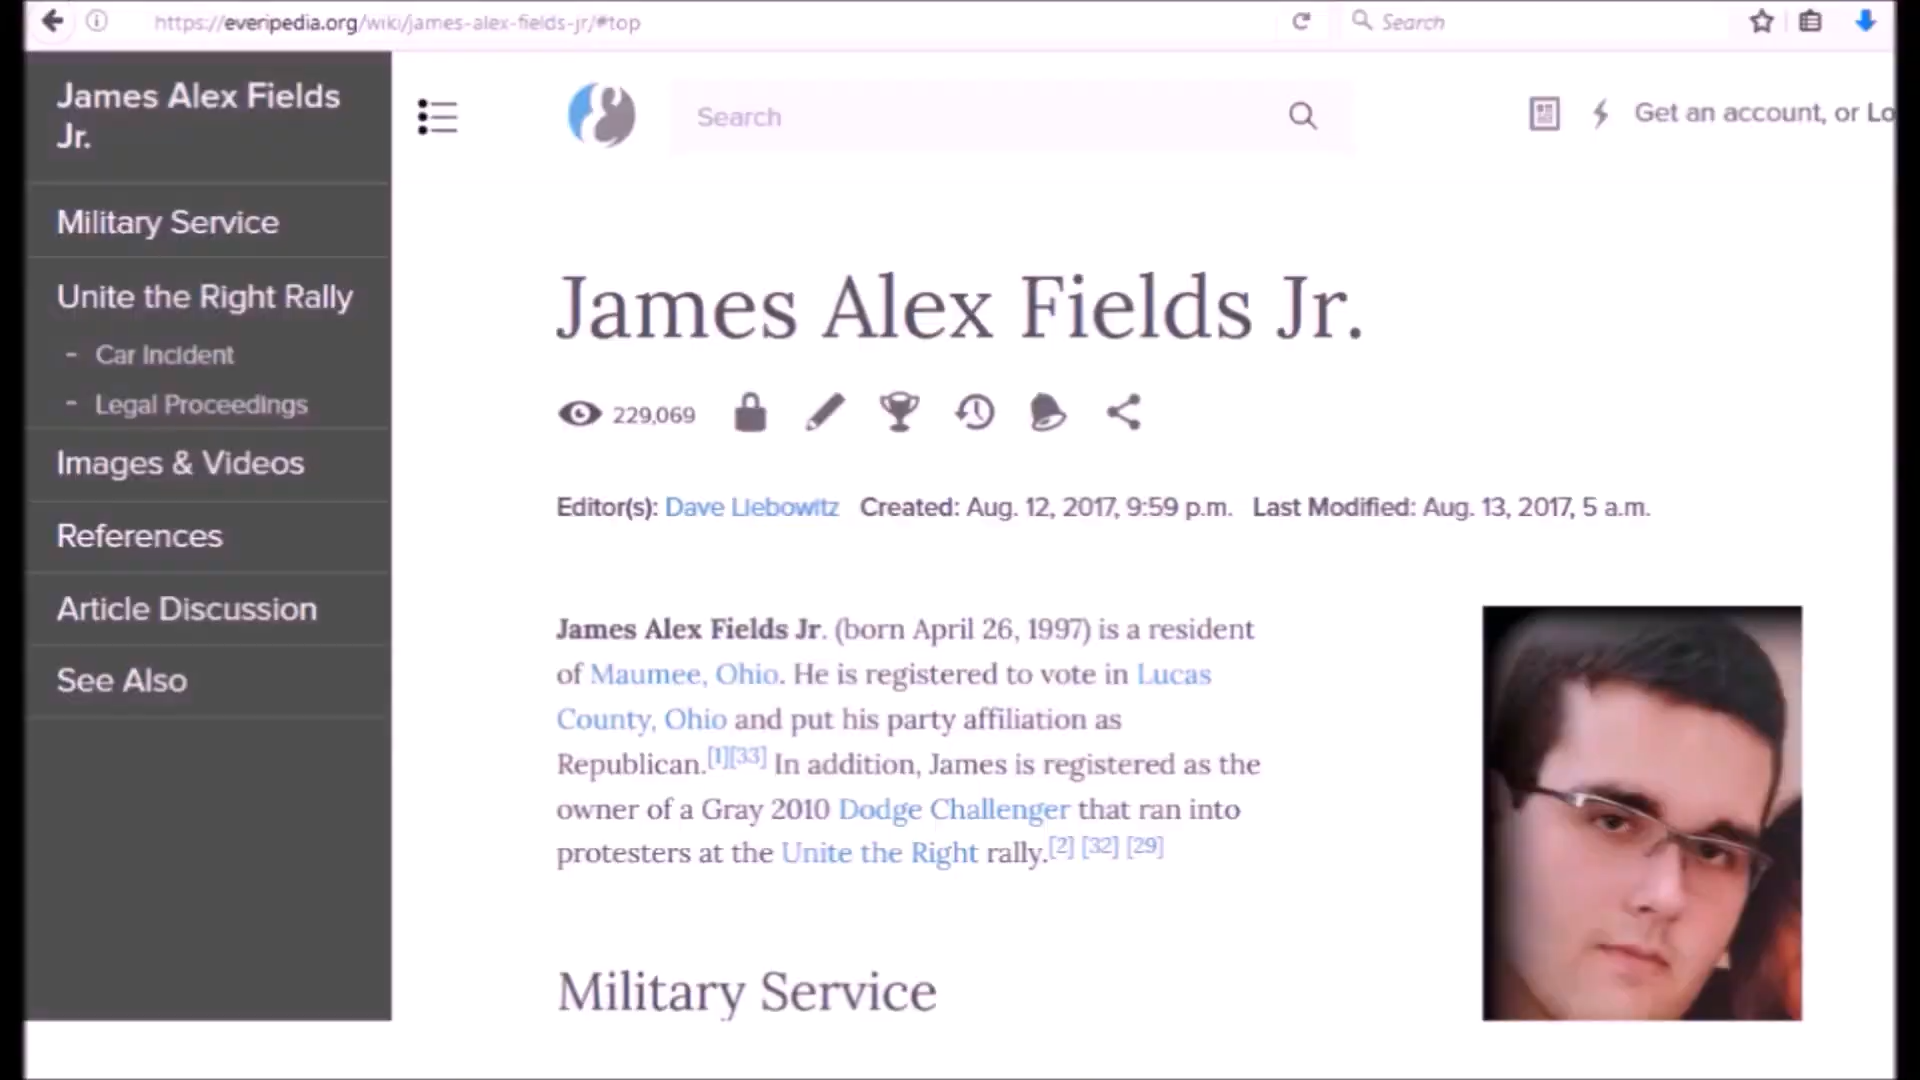 https://everipedia.org/wiki/james-alex-fields-jr/#top
Search
James Alex Fields
Jr.
Military Service
Unite the Right Rally
- Car Incident
- Legal Proceedings
Images & Videos
References
Article Discussion
See Also
Search
Get an account, or Lo
James Alex Fields Jr.
229,069
Editor(s): Dave Liebowitz Created: Aug. 12, 2017, 9:59 p.m. Last Modified: Aug. 13, 2017, 5 a.m.
James Alex Fields Jr. (born April 26, 1997) is a resident
of Maumee, Ohio. He is registered to vote in Lucas
County, Ohio and put his party affiliation as
Republican.[1][33] In addition, James is registered as the
owner of a Gray 2010 Dodge Challenger that ran into
protesters at the Unite the Right rally.[2] [32] [29]
Military Service